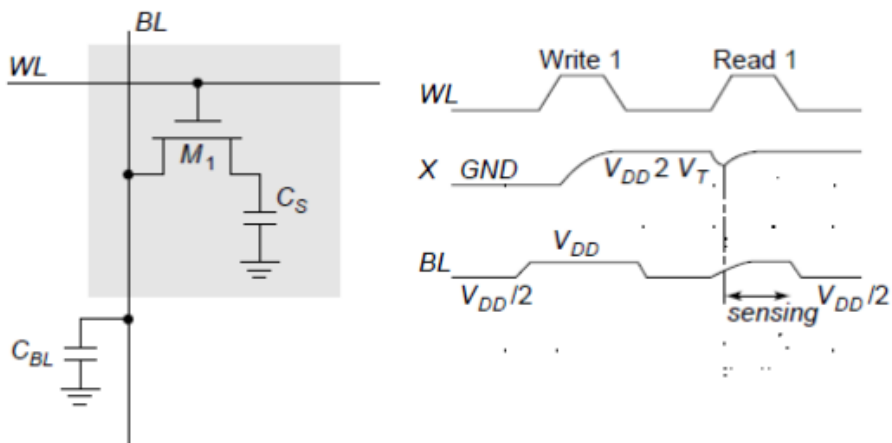 BL
WL
M1
CS
CBL
Write 1 Read 1
WL
X GND VDD 2 VT
BL VDD
VDD/2 sensing VDD/2